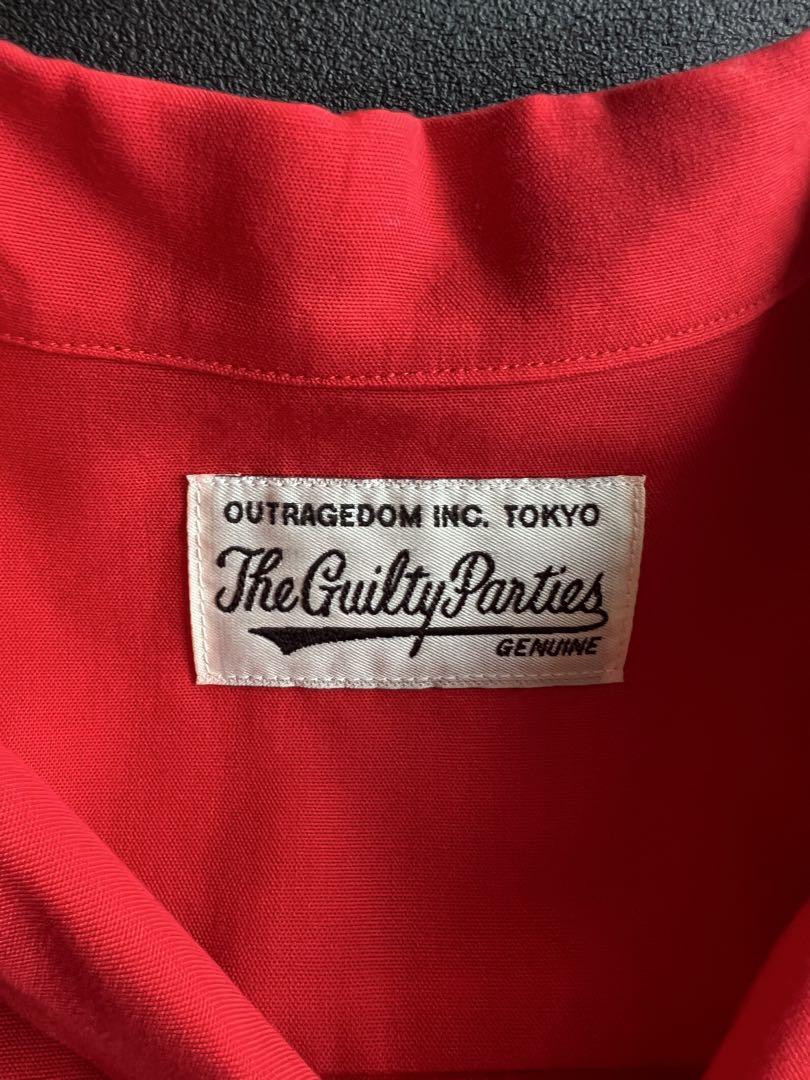 OUTRAGEDOM INC. TOKYO
The Guilty Parties
GENUINE